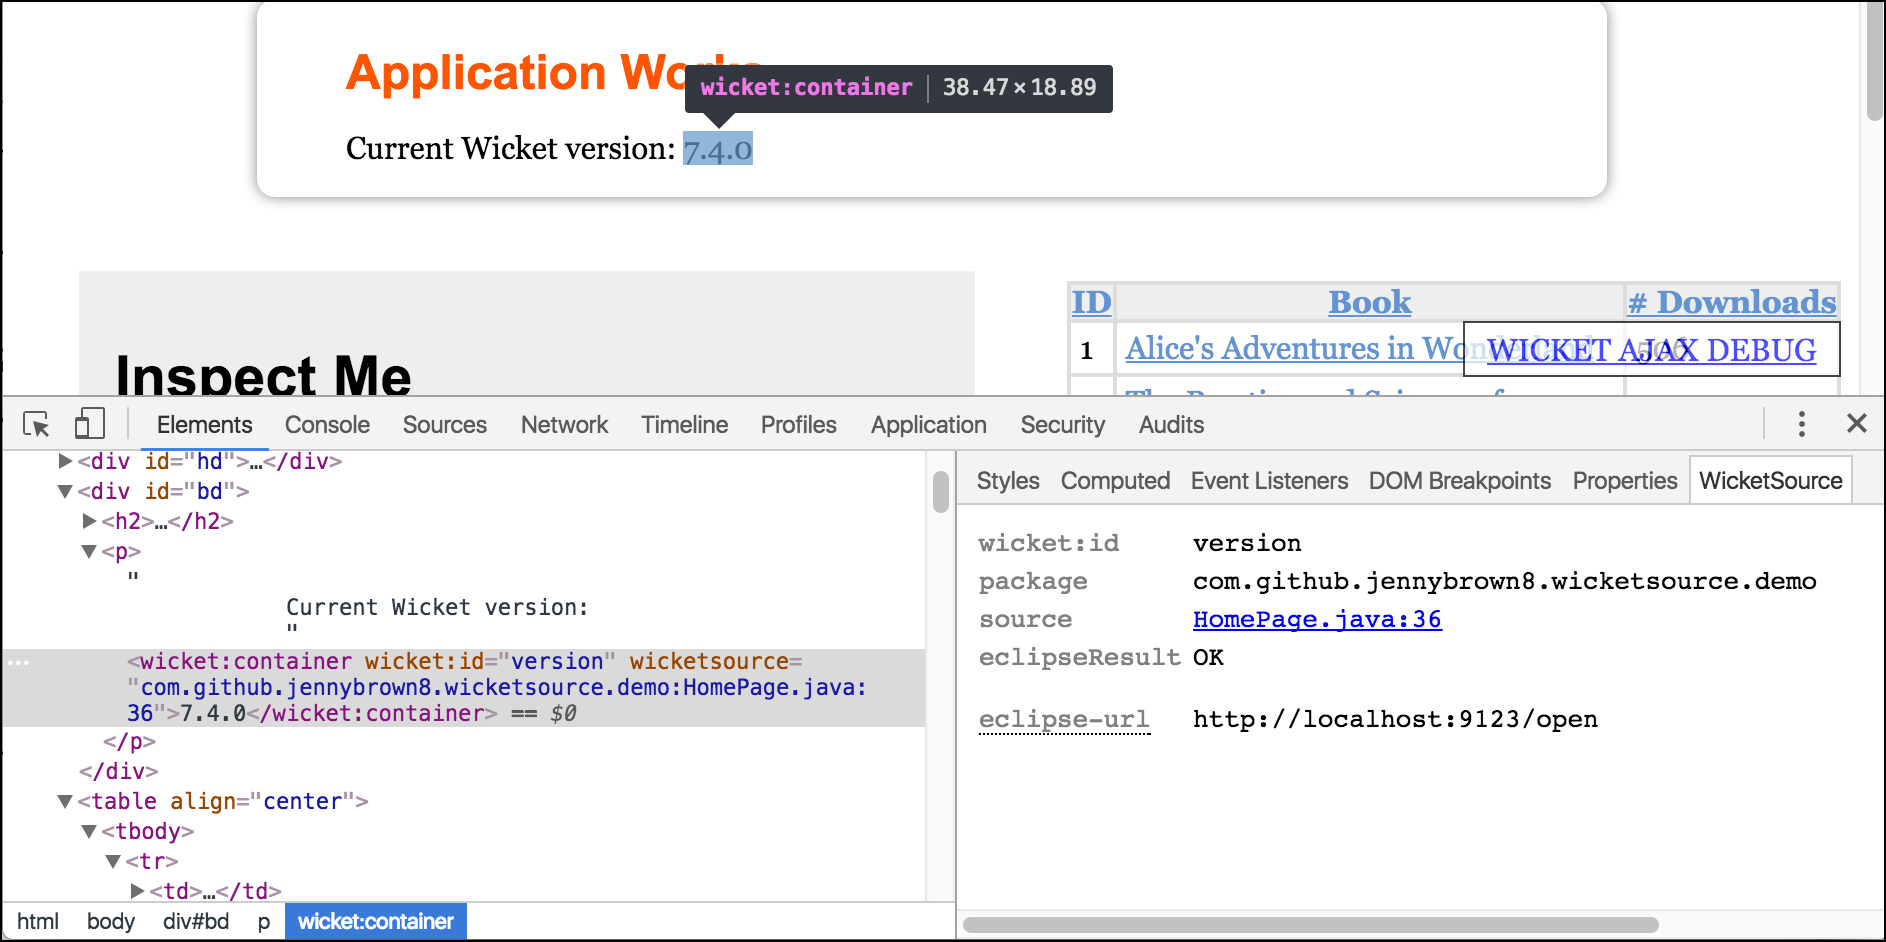 Application Works
wicket:container | 38.47×18.89
Current Wicket version: 7.4.0
Inspect Me
ID Book # Downloads
1 Alice's Adventures in Wonderland
WICKET AJAX DEBUG
Elements Console Sources Network Timeline Profiles Application Security Audits
<div id="hd">…</div>
<div id="bd">
<h2>…</h2>
<p>
"
Current Wicket version:
"
<wicket:container wicket:id="version" wicketsource=
"com.github.jennybrown8.wicketsource.demo:HomePage.java:
36">7.4.0</wicket:container> == $0
</p>
</div>
<table align="center">
<tbody>
<tr>
<td>…</td>
html body div#bd p wicket:container
Styles Computed Event Listeners DOM Breakpoints Properties WicketSource
wicket:id version
package com.github.jennybrown8.wicketsource.demo
source HomePage.java:36
eclipseResult OK
eclipse-url http://localhost:9123/open